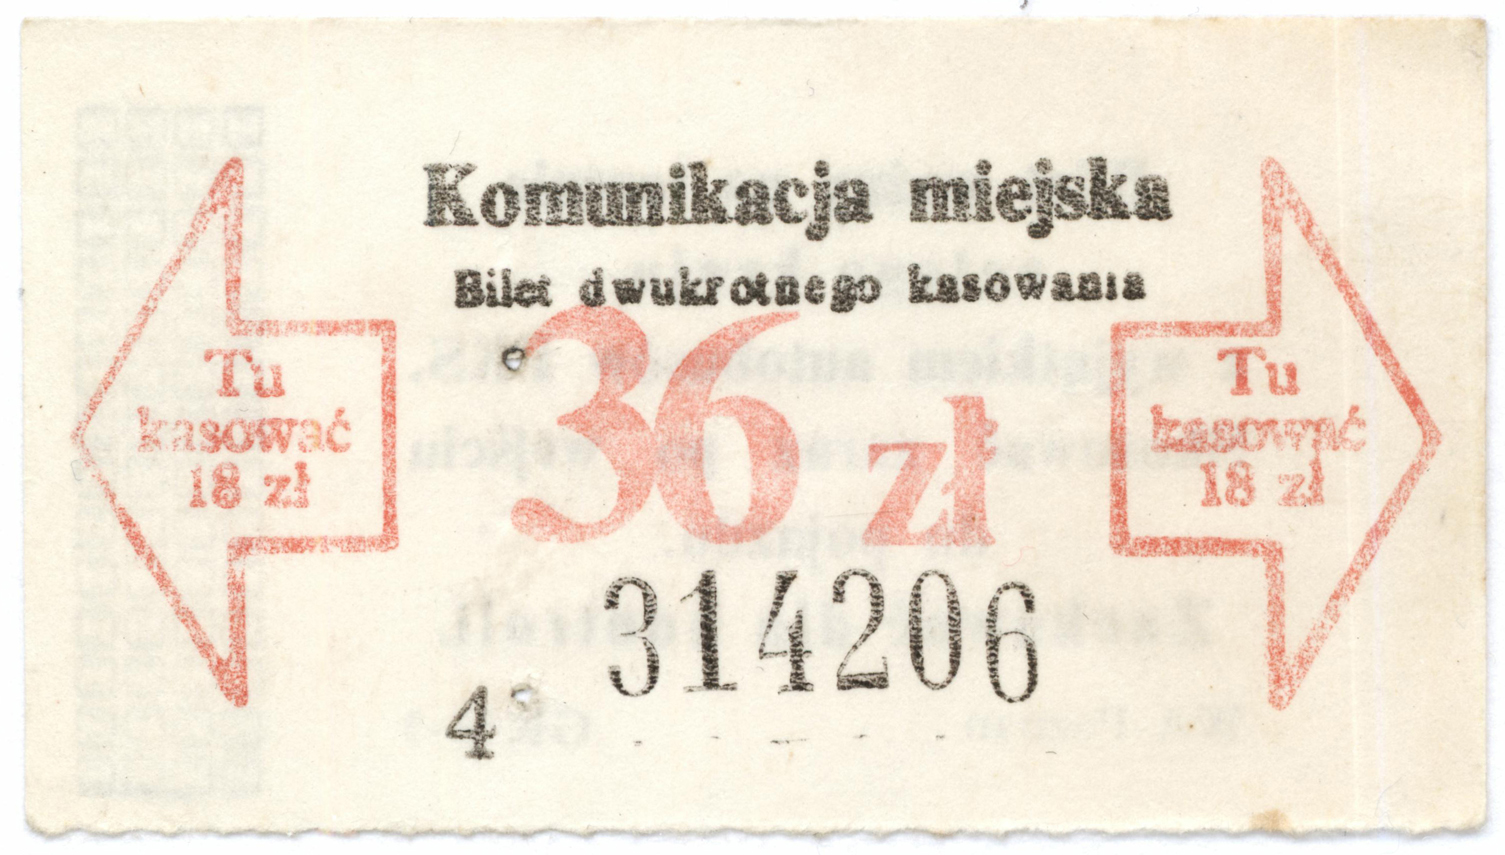 Komunikacja miejska
Bilet dwukrotnego kasowania
36 zł
Tu
kasować
18 zł
Tu
kasować
18 zł
314206
4